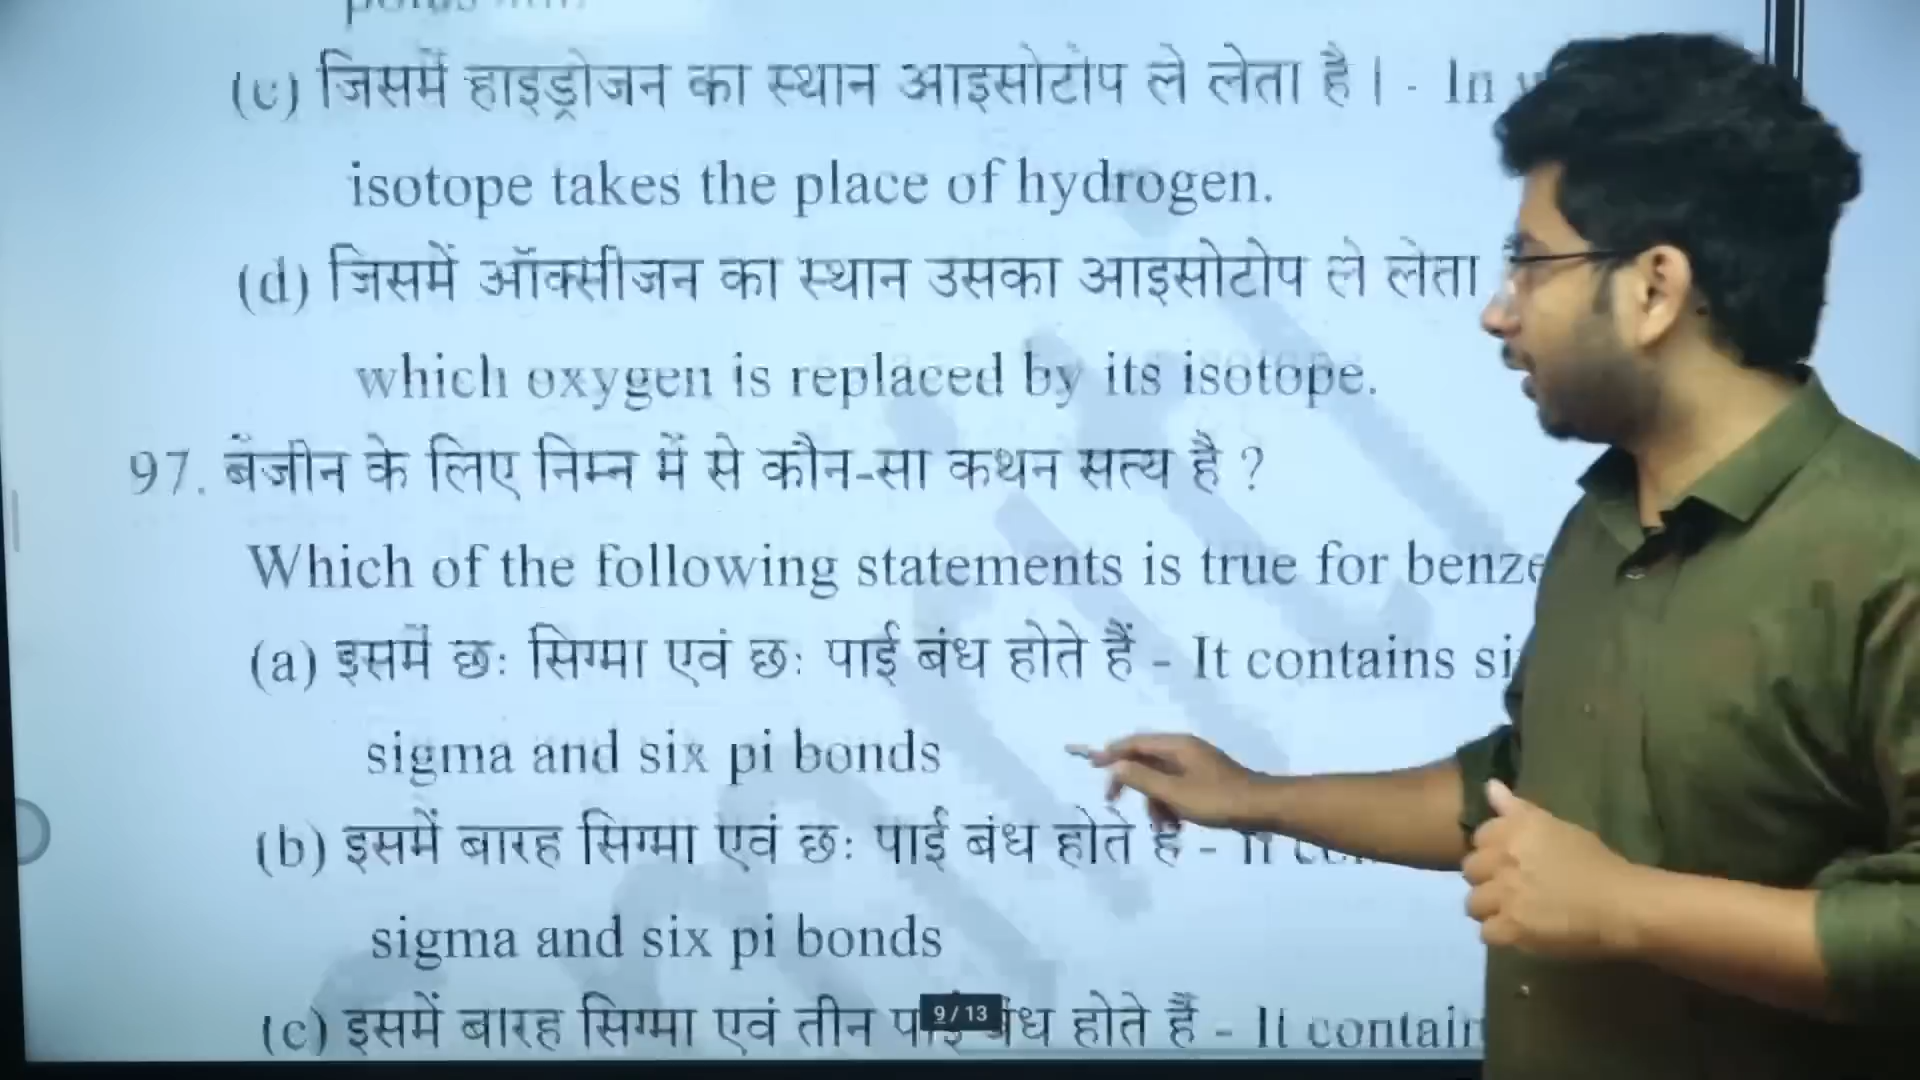 (c) जिसमें हाइड्रोजन का स्थान आइसोटोप ले लेता है। - In
isotope takes the place of hydrogen.
(d) जिसमें ऑक्सीजन का स्थान उसका आइसोटोप ले लेता
which oxygen is replaced by its isotope.
97. बेंजीन के लिए निम्न में से कौन-सा कथन सत्य है ?
Which of the following statements is true for
(a) इसमें छः सिग्मा एवं छः पाई बंध होते हैं - It contains
sigma and six pi bonds
(b) इसमें बारह सिग्मा एवं छः पाई बंध होते है -
sigma and six pi bonds
(c) इसमें बारह सिग्मा एवं तीन बंध होते हैं - It
9 / 13